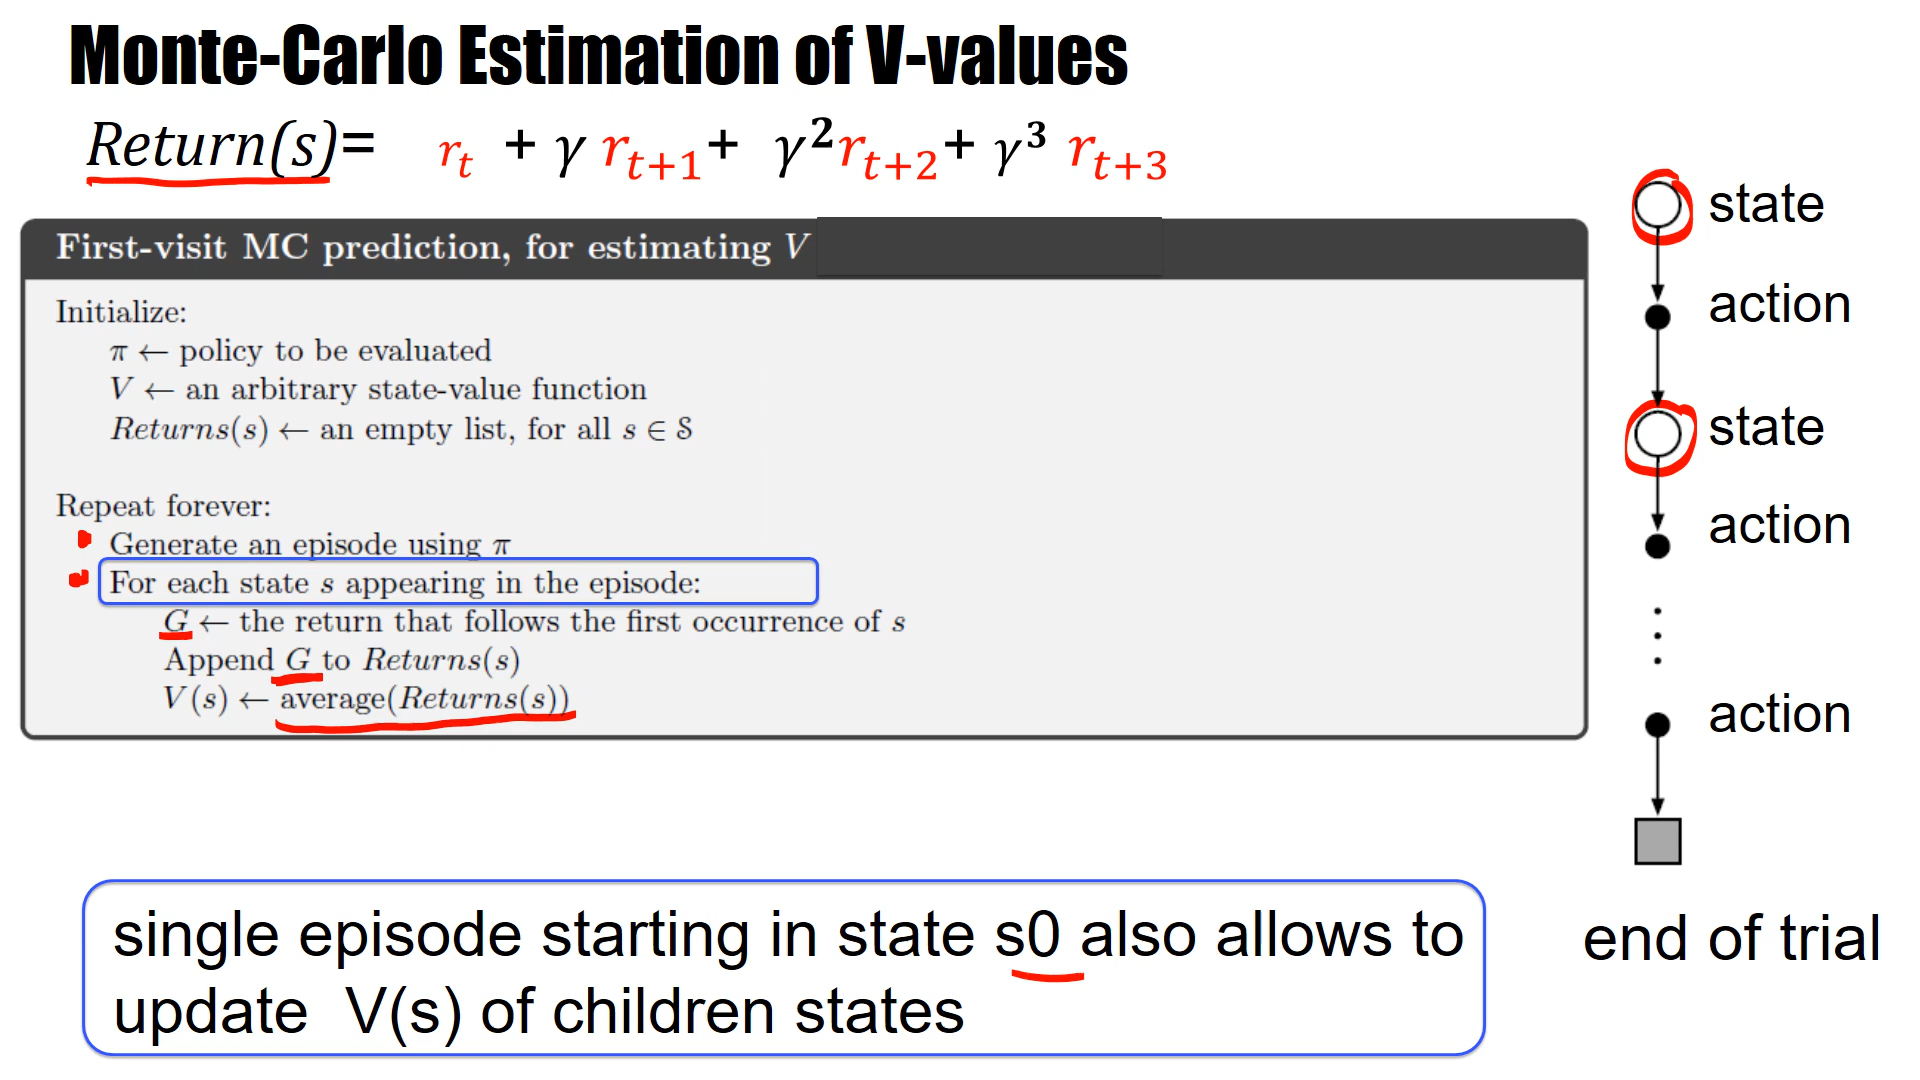 Monte-Carlo Estimation of V-values
Return(s)= r_t + γ r_{t+1} + γ² r_{t+2} + γ³ r_{t+3}
First-visit MC prediction, for estimating V
Initialize:
π ← policy to be evaluated
V ← an arbitrary state-value function
Returns(s) ← an empty list, for all s ∈ S
Repeat forever:
Generate an episode using π
For each state s appearing in the episode:
G ← the return that follows the first occurrence of s
Append G to Returns(s)
V(s) ← average(Returns(s))
state
action
state
action
action
end of trial
single episode starting in state s0 also allows to
update V(s) of children states